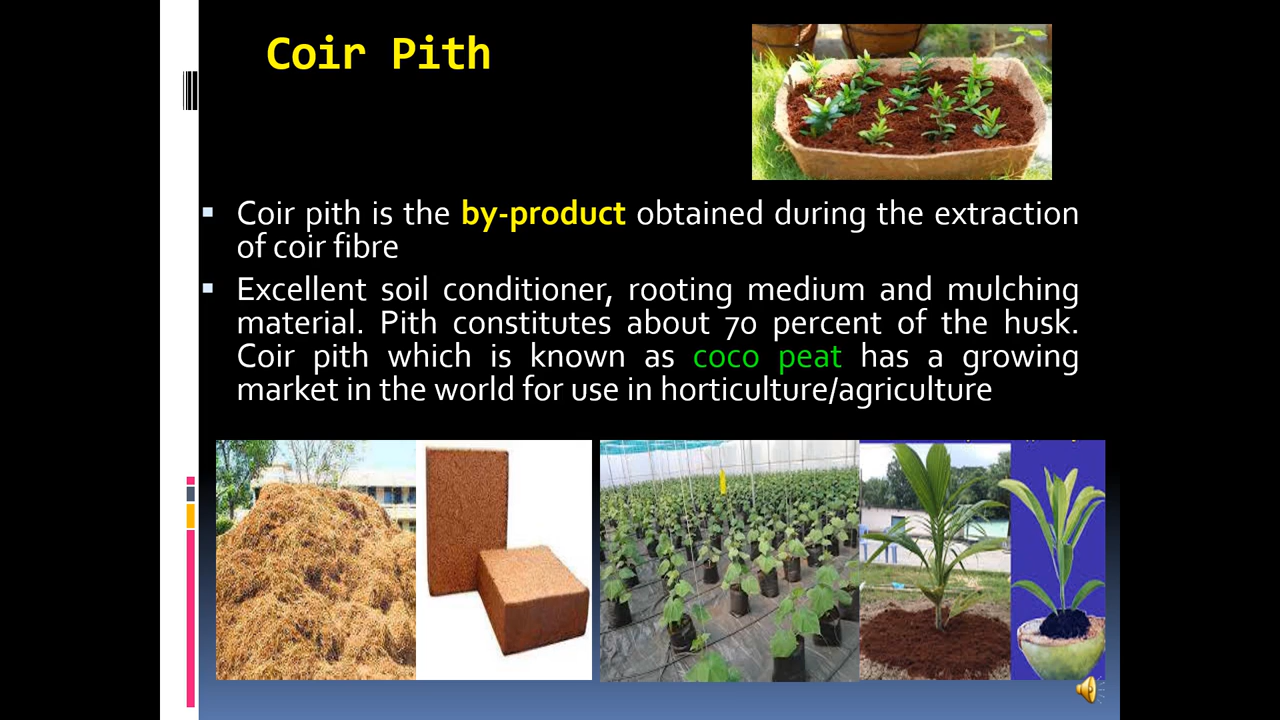 Coir Pith
Coir pith is the by-product obtained during the extraction
of coir fibre
Excellent soil conditioner, rooting medium and mulching
material. Pith constitutes about 70 percent of the husk.
Coir pith which is known as coco peat has a growing
market in the world for use in horticulture/agriculture